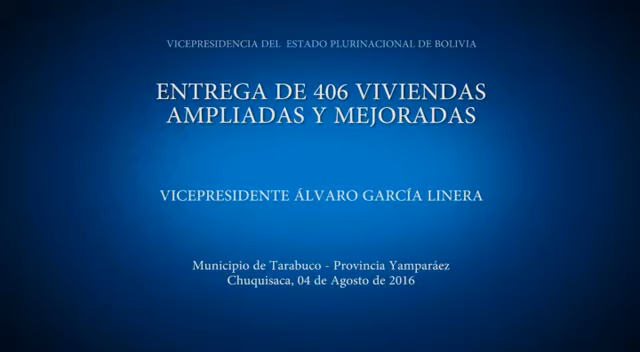 VICEPRESIDENCIA DEL ESTADO PLURINACIONAL DE BOLIVIA
ENTREGA DE 406 VIVIENDAS
AMPLIADAS Y MEJORADAS
VICEPRESIDENTE ÁLVARO GARCÍA LINERA
Municipio de Tarabuco - Provincia Yamparáez
Chuquisaca, 04 de Agosto de 2016